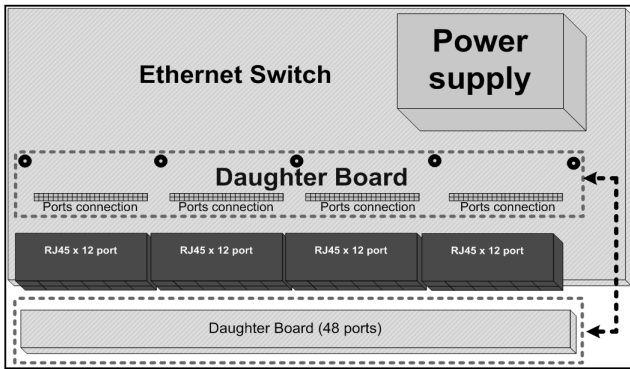 Power
supply
Ethernet Switch
Daughter Board
Ports connection Ports connection Ports connection Ports connection
RJ45 x 12 port RJ45 x 12 port RJ45 x 12 port RJ45 x 12 port
Daughter Board (48 ports)